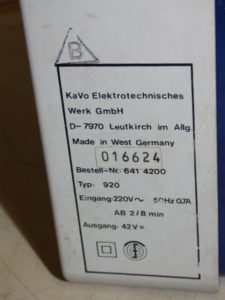 B
KaVo Elektrotechnisches
Werk GmbH
D-7970 Leutkirch im Allg.
Made in West Germany
016624
Bestell-Nr. 641 4200
Typ: 920
Eingang: 220V~ 50Hz 0,7A
AB 2/8 min
Ausgang: 42V=